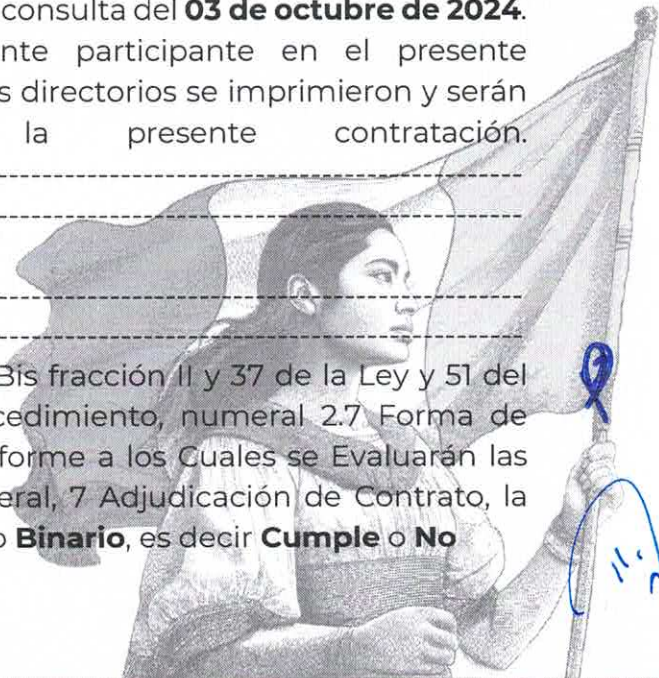 consulta del 03 de octubre de 2024.
nte participante en el presente
s directorios se imprimieron y serán
la presente contratación.
Bis fracción II y 37 de la Ley y 51 del
cedimiento, numeral 2.7 Forma de
forme a los Cuales se Evaluarán las
eral, 7 Adjudicación de Contrato, la
o Binario, es decir Cumple o No